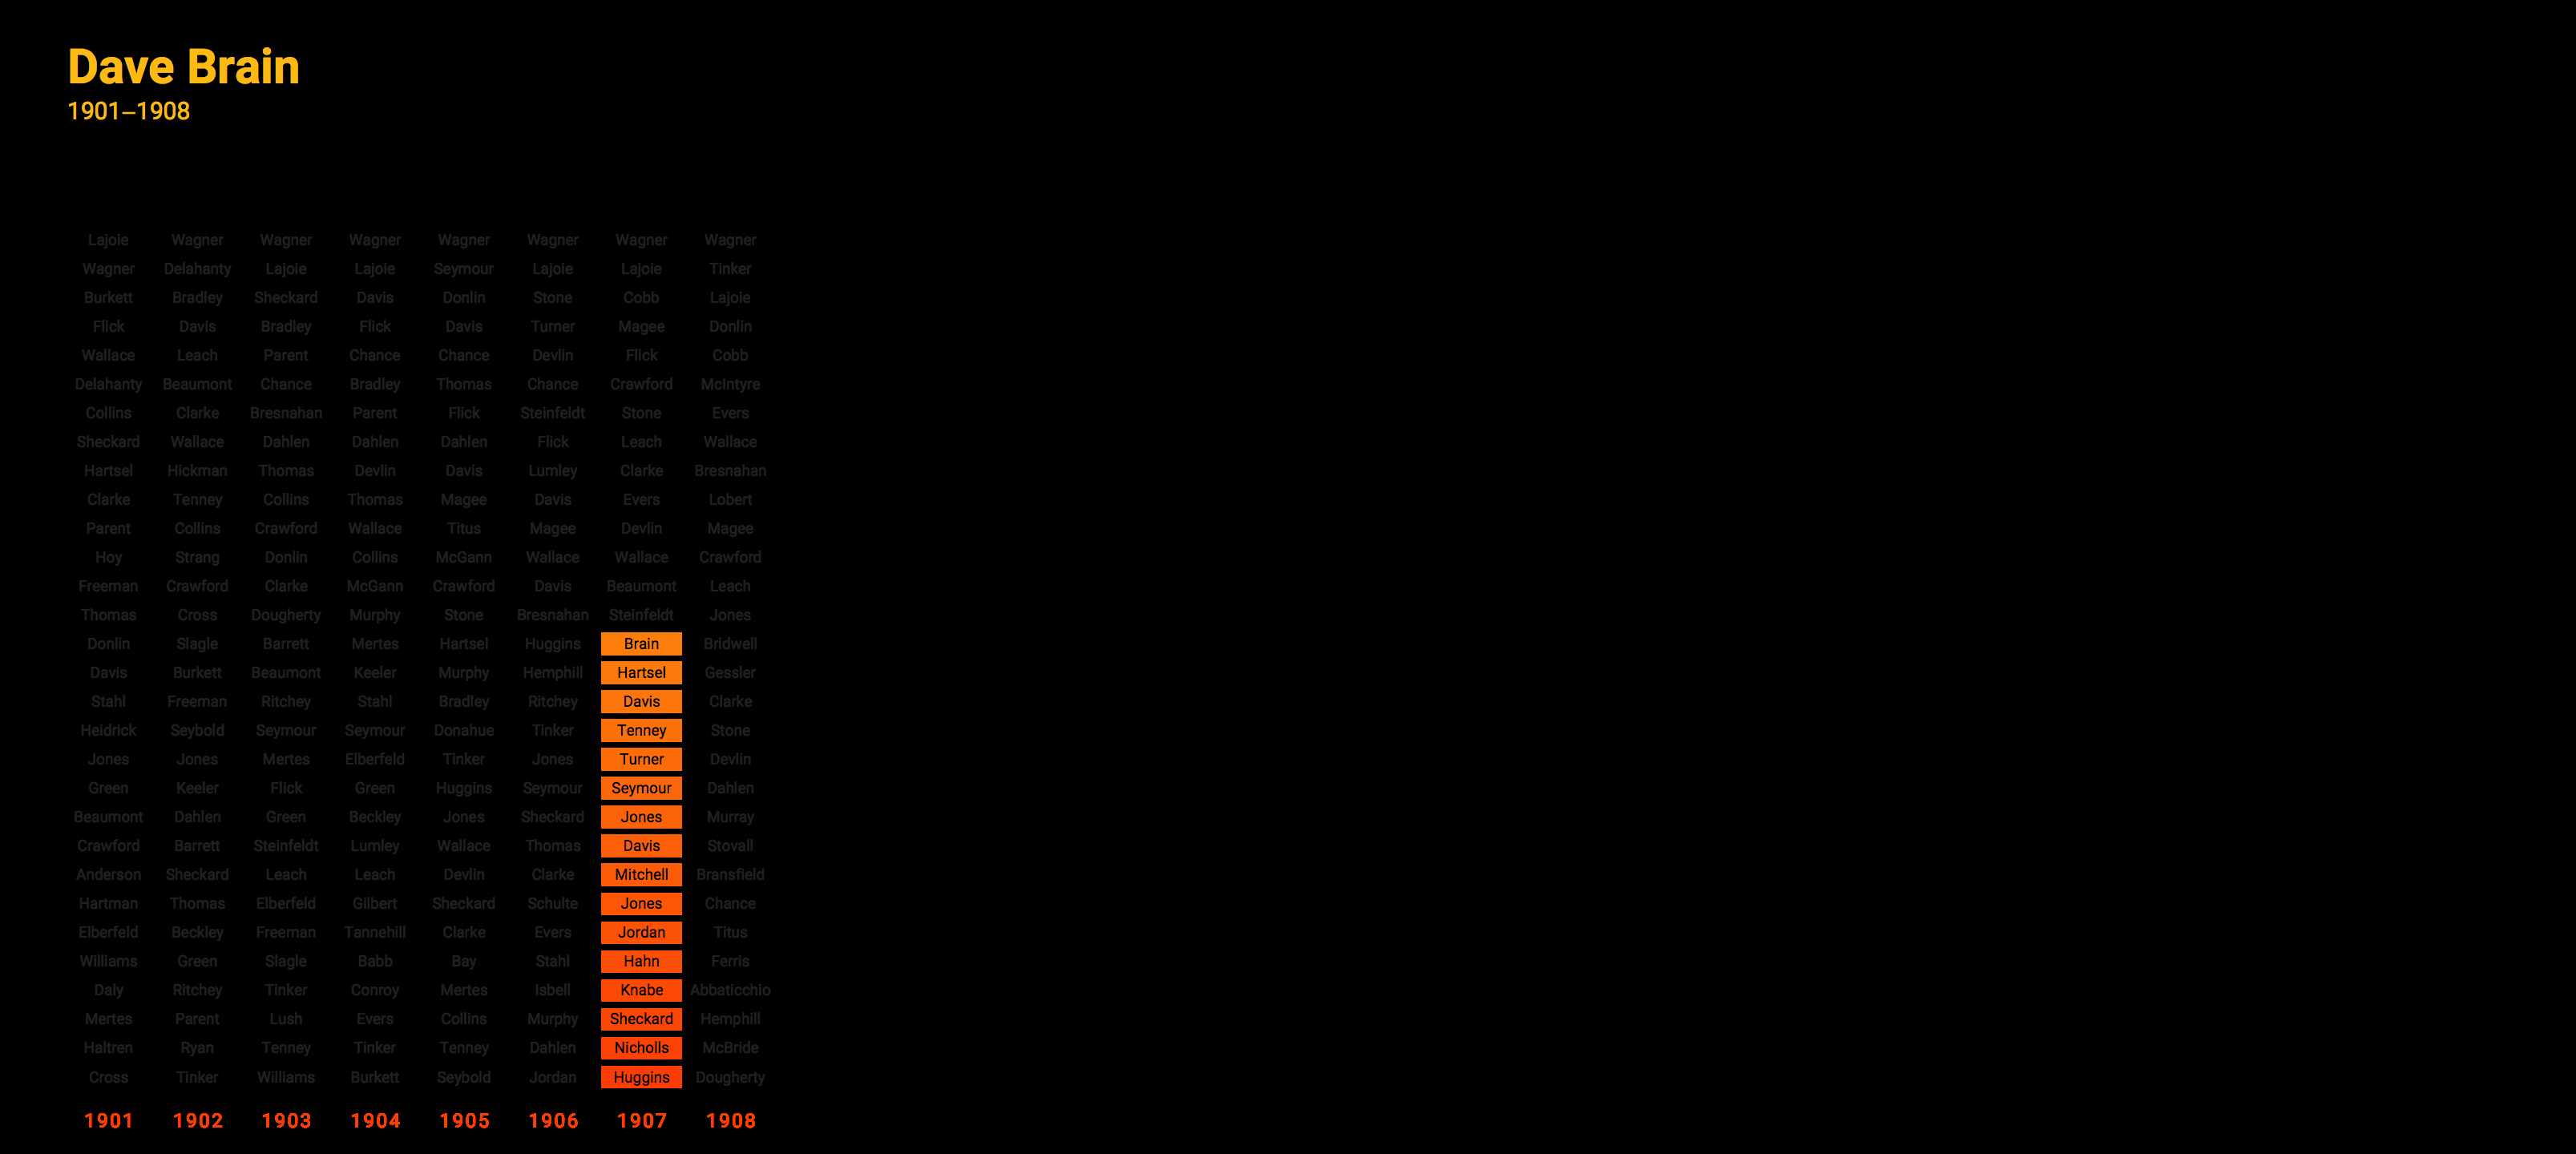 Dave Brain
1901–1908
Lajoie Wagner Wagner Wagner Wagner Wagner Wagner Wagner
Wagner Delahanty Lajoie Lajoie Seymour Lajoie Lajoie Tinker
Burkett Bradley Sheckard Davis Donlin Stone Cobb Lajoie
Flick Davis Bradley Flick Davis Turner Magee Donlin
Wallace Leach Parent Chance Chance Devlin Flick Cobb
Delahanty Beaumont Chance Bradley Thomas Chance Crawford McIntyre
Collins Clarke Bresnahan Parent Flick Steinfeldt Stone Evers
Sheckard Wallace Dahlen Dahlen Dahlen Flick Leach Wallace
Hartsel Hickman Thomas Devlin Davis Lumley Clarke Bresnahan
Clarke Tenney Collins Thomas Magee Davis Evers Lobert
Parent Collins Crawford Wallace Titus Magee Devlin Magee
Hoy Strang Donlin Collins McGann Wallace Wallace Crawford
Freeman Crawford Clarke McGann Crawford Davis Beaumont Leach
Thomas Cross Dougherty Murphy Stone Bresnahan Steinfeldt Jones
Donlin Slagle Barrett Mertes Hartsel Huggins Brain Bridwell
Davis Burkett Beaumont Keeler Murphy Hemphill Hartsel Gessler
Stahl Freeman Ritchey Stahl Bradley Ritchey Davis Clarke
Heidrick Seybold Seymour Seymour Donahue Tinker Tenney Stone
Jones Jones Mertes Elberfeld Tinker Jones Turner Devlin
Green Keeler Flick Green Huggins Seymour Seymour Dahlen
Beaumont Dahlen Green Beckley Jones Sheckard Jones Murray
Crawford Barrett Steinfeldt Lumley Wallace Thomas Davis Stovall
Anderson Sheckard Leach Leach Devlin Clarke Mitchell Bransfield
Hartman Thomas Elberfeld Gilbert Sheckard Schulte Jones Chance
Elberfeld Beckley Freeman Tannehill Clarke Evers Jordan Titus
Williams Green Slagle Babb Bay Stahl Hahn Ferris
Daly Ritchey Tinker Conroy Mertes Isbell Knabe Abbaticchio
Mertes Parent Lush Evers Collins Murphy Sheckard Hemphill
Haltren Ryan Tenney Tinker Tenney Dahlen Nicholls McBride
Cross Tinker Williams Burkett Seybold Jordan Huggins Dougherty
1901 1902 1903 1904 1905 1906 1907 1908